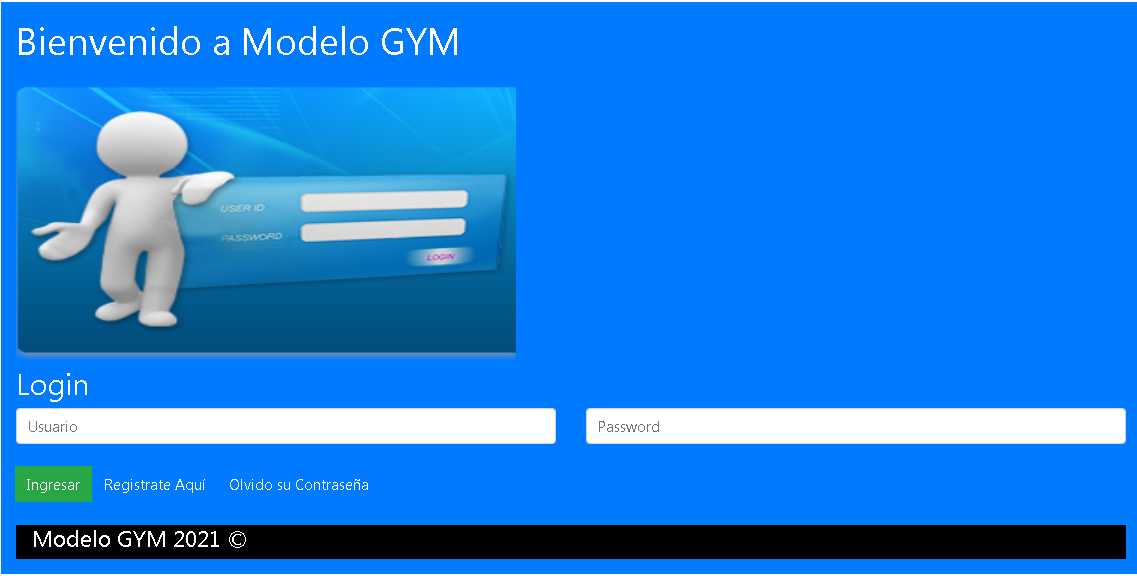 Bienvenido a Modelo GYM
USER ID
PASSWORD
LOGIN
Login
Usuario Password
Ingresar Registrate Aquí Olvido su Contraseña
Modelo GYM 2021 ©